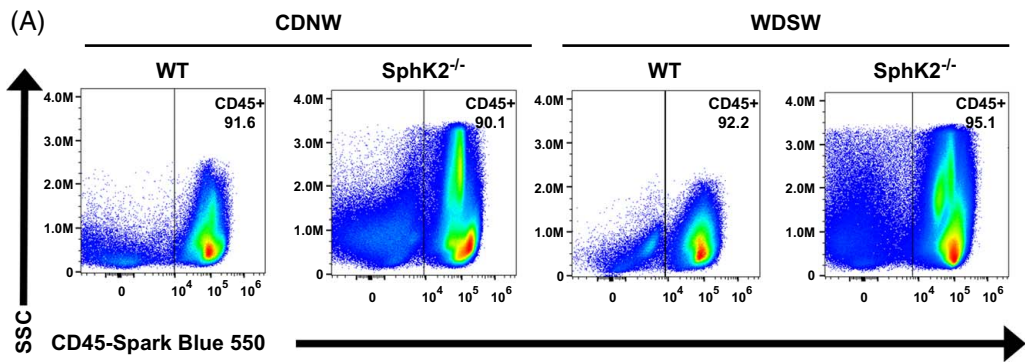 (A)
CDNW
WDSW
WT
SphK2-/-
WT
SphK2-/-
4.0M
3.0M
2.0M
1.0M
0
CD45+
91.6
0
10^4
10^5
10^6
4.0M
3.0M
2.0M
1.0M
0
CD45+
90.1
0
10^4
10^5
10^6
4.0M
3.0M
2.0M
1.0M
0
CD45+
92.2
0
10^4
10^5
10^6
4.0M
3.0M
2.0M
1.0M
0
CD45+
95.1
0
10^4
10^5
10^6
SSC
CD45-Spark Blue 550